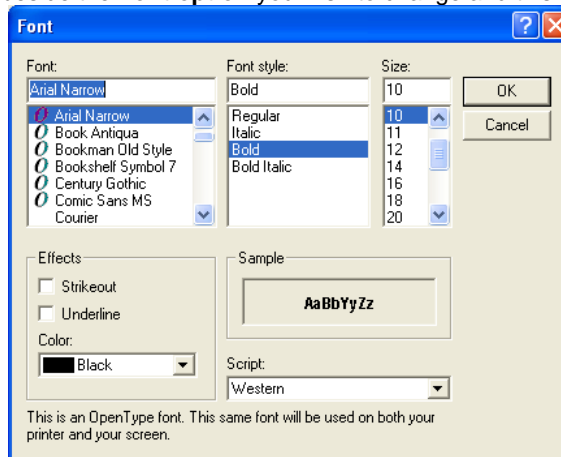 Font
Font:
Font style:
Size:
Arial Narrow
Bold
10
OK
Arial Narrow
Book Antiqua
Bookman Old Style
Bookshelf Symbol 7
Century Gothic
Comic Sans MS
Courier
Regular
Italic
Bold
Bold Italic
10
11
12
14
16
18
20
Cancel
Effects
Strikeout
Underline
Color:
Black
Sample
AaBbYyZz
Script:
Western
This is an OpenType font. This same font will be used on both your
printer and your screen.